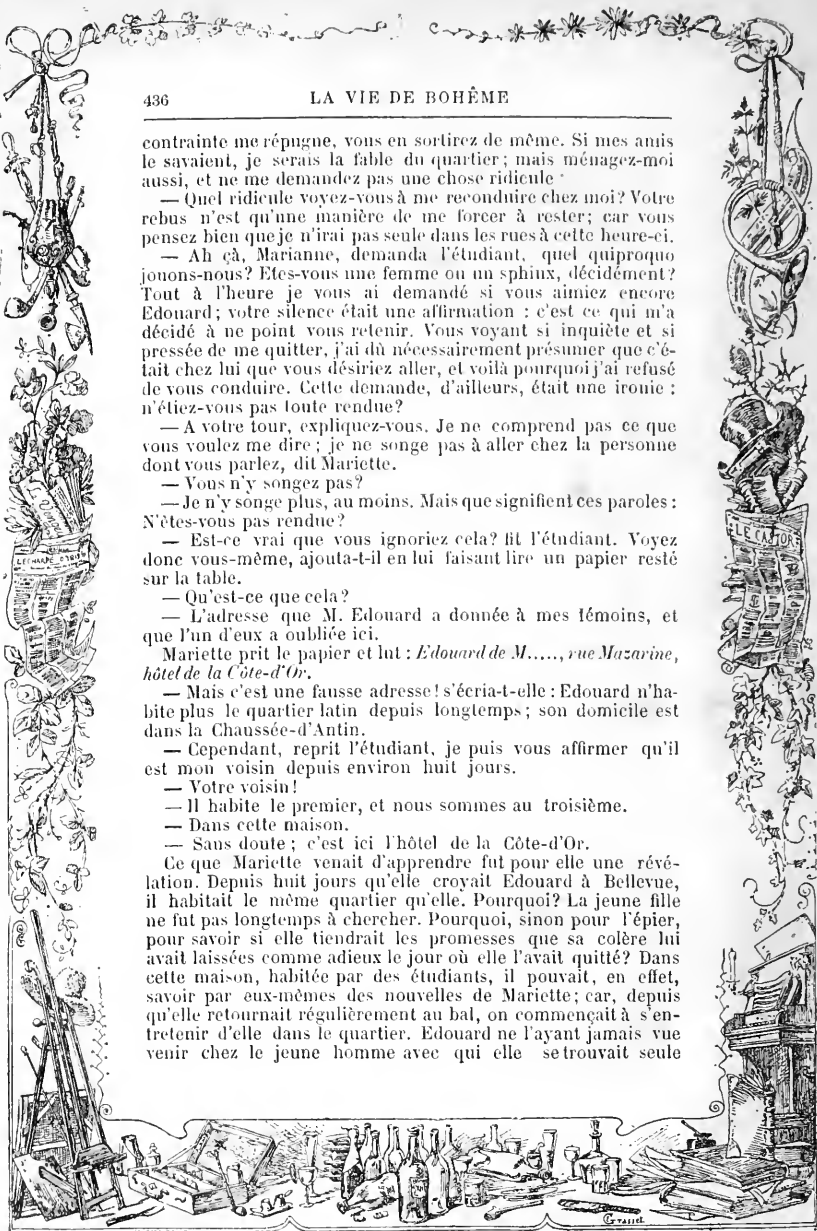 436 LA VIE DE BOHÊME
contrainte me répugne, vous en sortirez de même. Si mes amis
le savaient, je serais la fable du quartier; mais ménagez-moi
aussi, et ne me demandez pas une chose ridicule
— Quel ridicule voyez-vous à me reconduire chez moi? Votre
rebus n'est qu'une manière de me forcer à rester; car vous
pensez bien que je n'irai pas seule dans les rues à cette heure-ci.
— Ah çà, Marianne, demanda l'étudiant, quel quiproquo
jouons-nous? Etes-vous une femme ou un sphinx, décidément?
Tout à l'heure je vous ai demandé si vous aimiez encore
Edouard; votre silence était une affirmation : c'est ce qui m'a
décidé à ne point vous retenir. Vous voyant si inquiète et si
pressée de me quitter, j'ai dû nécessairement présumer que c'é-
tait chez lui que vous désiriez aller, et voilà pourquoi j'ai refusé
de vous conduire. Cette demande, d'ailleurs, était une ironie :
n'étiez-vous pas toute rendue?
— A votre tour, expliquez-vous. Je ne comprend pas ce que
vous voulez me dire; je ne songe pas à aller chez la personne
dont vous parlez, dit Mariette.
— Vous n'y songez pas?
— Je n'y songe plus, au moins. Mais que signifient ces paroles :
N'êtes-vous pas rendue?
— Est-ce vrai que vous ignoriez cela? fit l'étudiant. Voyez
donc vous-même, ajouta-t-il en lui faisant lire un papier resté
sur la table.
— Qu'est-ce que cela?
— L'adresse que M. Edouard a donnée à mes témoins, et
que l'un d'eux a oubliée ici.
Mariette prit le papier et lut : Edouard de M....., rue Mazarine,
hôtel de la Côte-d'Or.
— Mais c'est une fausse adresse! s'écria-t-elle : Edouard n'ha-
bite plus le quartier latin depuis longtemps; son domicile est
dans la Chaussée-d'Antin.
— Cependant, reprit l'étudiant, je puis vous affirmer qu'il
est mon voisin depuis environ huit jours.
— Votre voisin!
— Il habite le premier, et nous sommes au troisième.
— Dans cette maison.
— Sans doute; c'est ici l'hôtel de la Côte-d'Or.
Ce que Mariette venait d'apprendre fut pour elle une révé-
lation. Depuis huit jours qu'elle croyait Edouard à Bellevue,
il habitait le même quartier qu'elle. Pourquoi? La jeune fille
ne fut pas longtemps à chercher. Pourquoi, sinon pour l'épier,
pour savoir si elle tiendrait les promesses que sa colère lui
avait laissées comme adieux le jour où elle l'avait quitté? Dans
cette maison, habitée par des étudiants, il pouvait, en effet,
savoir par eux-mêmes des nouvelles de Mariette; car, depuis
qu'elle retournait régulièrement au bal, on commençait à s'en-
tretenir d'elle dans le quartier. Edouard ne l'ayant jamais vue
venir chez le jeune homme avec qui elle se trouvait seule
LE CASTOR
L'ECHARPE D'IRIS
Grasset